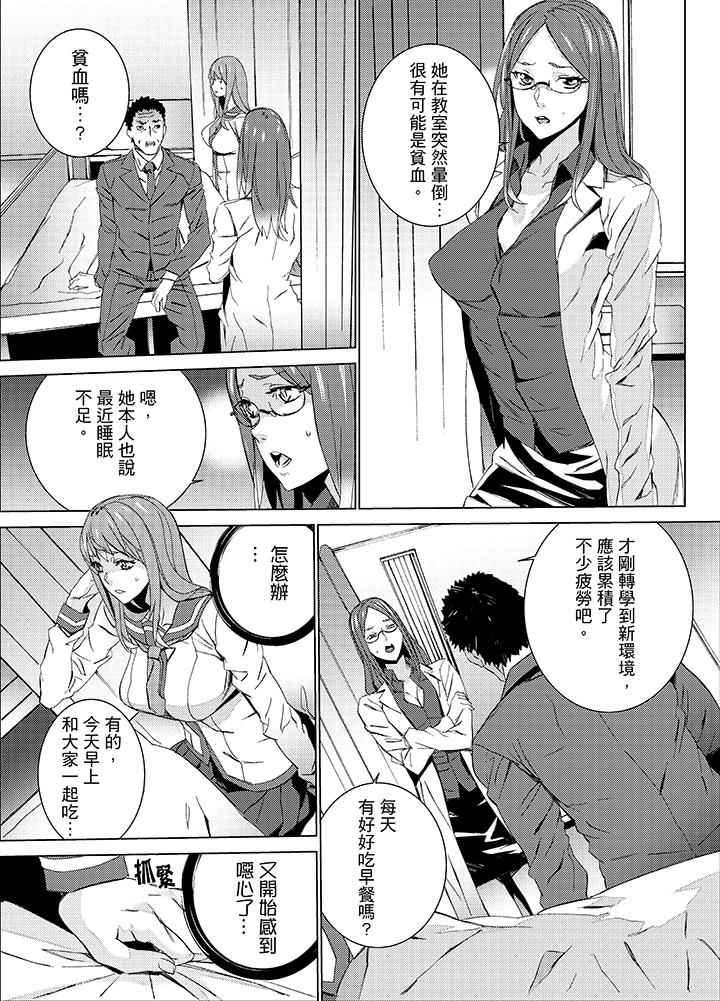 她在教室突然暈倒…
很有可能是貧血。
貧血嗎…？
嗯，
她本人也說
最近睡眠
不足。
才剛轉學到新環境，
應該累積了
不少疲勞吧。
每天
有好好吃早餐嗎？
怎麼辦
…
有的，
今天早上
和大家一起吃…
又開始感到
噁心了…
抓緊